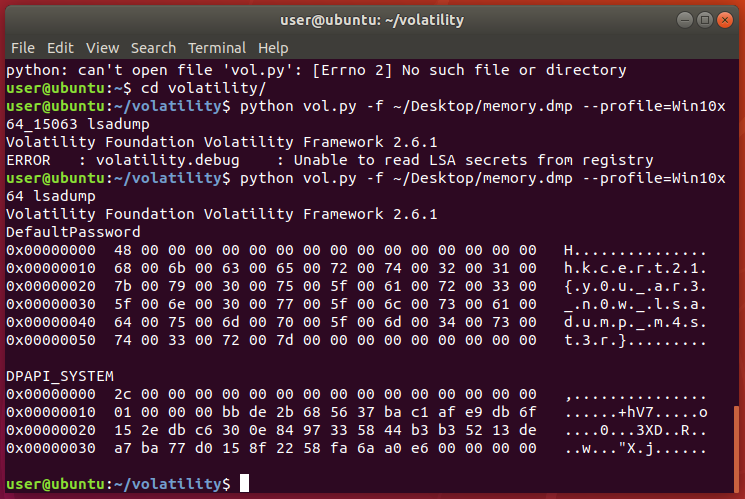 user@ubuntu: ~/volatility
File Edit View Search Terminal Help
python: can't open file 'vol.py': [Errno 2] No such file or directory
user@ubuntu:~$ cd volatility/
user@ubuntu:~/volatility$ python vol.py -f ~/Desktop/memory.dmp --profile=Win10x
64_15063 lsadump
Volatility Foundation Volatility Framework 2.6.1
ERROR   : volatility.debug    : Unable to read LSA secrets from registry
user@ubuntu:~/volatility$ python vol.py -f ~/Desktop/memory.dmp --profile=Win10x
64 lsadump
Volatility Foundation Volatility Framework 2.6.1
DefaultPassword
0x00000000  48 00 00 00 00 00 00 00 00 00 00 00 00 00 00 00   H...............
0x00000010  68 00 6b 00 63 00 65 00 72 00 74 00 32 00 31 00   h.k.c.e.r.t.2.1.
0x00000020  7b 00 79 00 30 00 75 00 5f 00 61 00 72 00 33 00   {.y.0.u._.a.r.3.
0x00000030  5f 00 6e 00 30 00 77 00 5f 00 6c 00 73 00 61 00   _.n.0.w._.l.s.a.
0x00000040  64 00 75 00 6d 00 70 00 5f 00 6d 00 34 00 73 00   d.u.m.p._.m.4.s.
0x00000050  74 00 33 00 72 00 7d 00 00 00 00 00 00 00 00 00   t.3.r.}.........
DPAPI_SYSTEM
0x00000000  2c 00 00 00 00 00 00 00 00 00 00 00 00 00 00 00   ,...............
0x00000010  01 00 00 00 bb de 2b 68 56 37 ba c1 af e9 db 6f   ......+hV7.....o
0x00000020  15 2e db c6 30 0e 84 97 33 58 44 b3 b3 52 13 de   ....0...3XD..R..
0x00000030  a7 ba 77 d0 15 8f 22 58 fa 6a a0 e6 00 00 00 00   ..w..."X.j......
user@ubuntu:~/volatility$